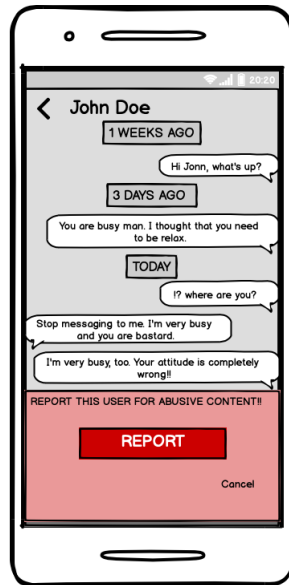 20:20
John Doe
1 WEEKS AGO
Hi Jonn, what's up?
3 DAYS AGO
You are busy man. I thought that you need
to be relax.
TODAY
!? where are you?
Stop messaging to me. I'm very busy
and you are bastard.
I'm very busy, too. Your attitude is completely
wrong!!
REPORT THIS USER FOR ABUSIVE CONTENT!!
REPORT
Cancel